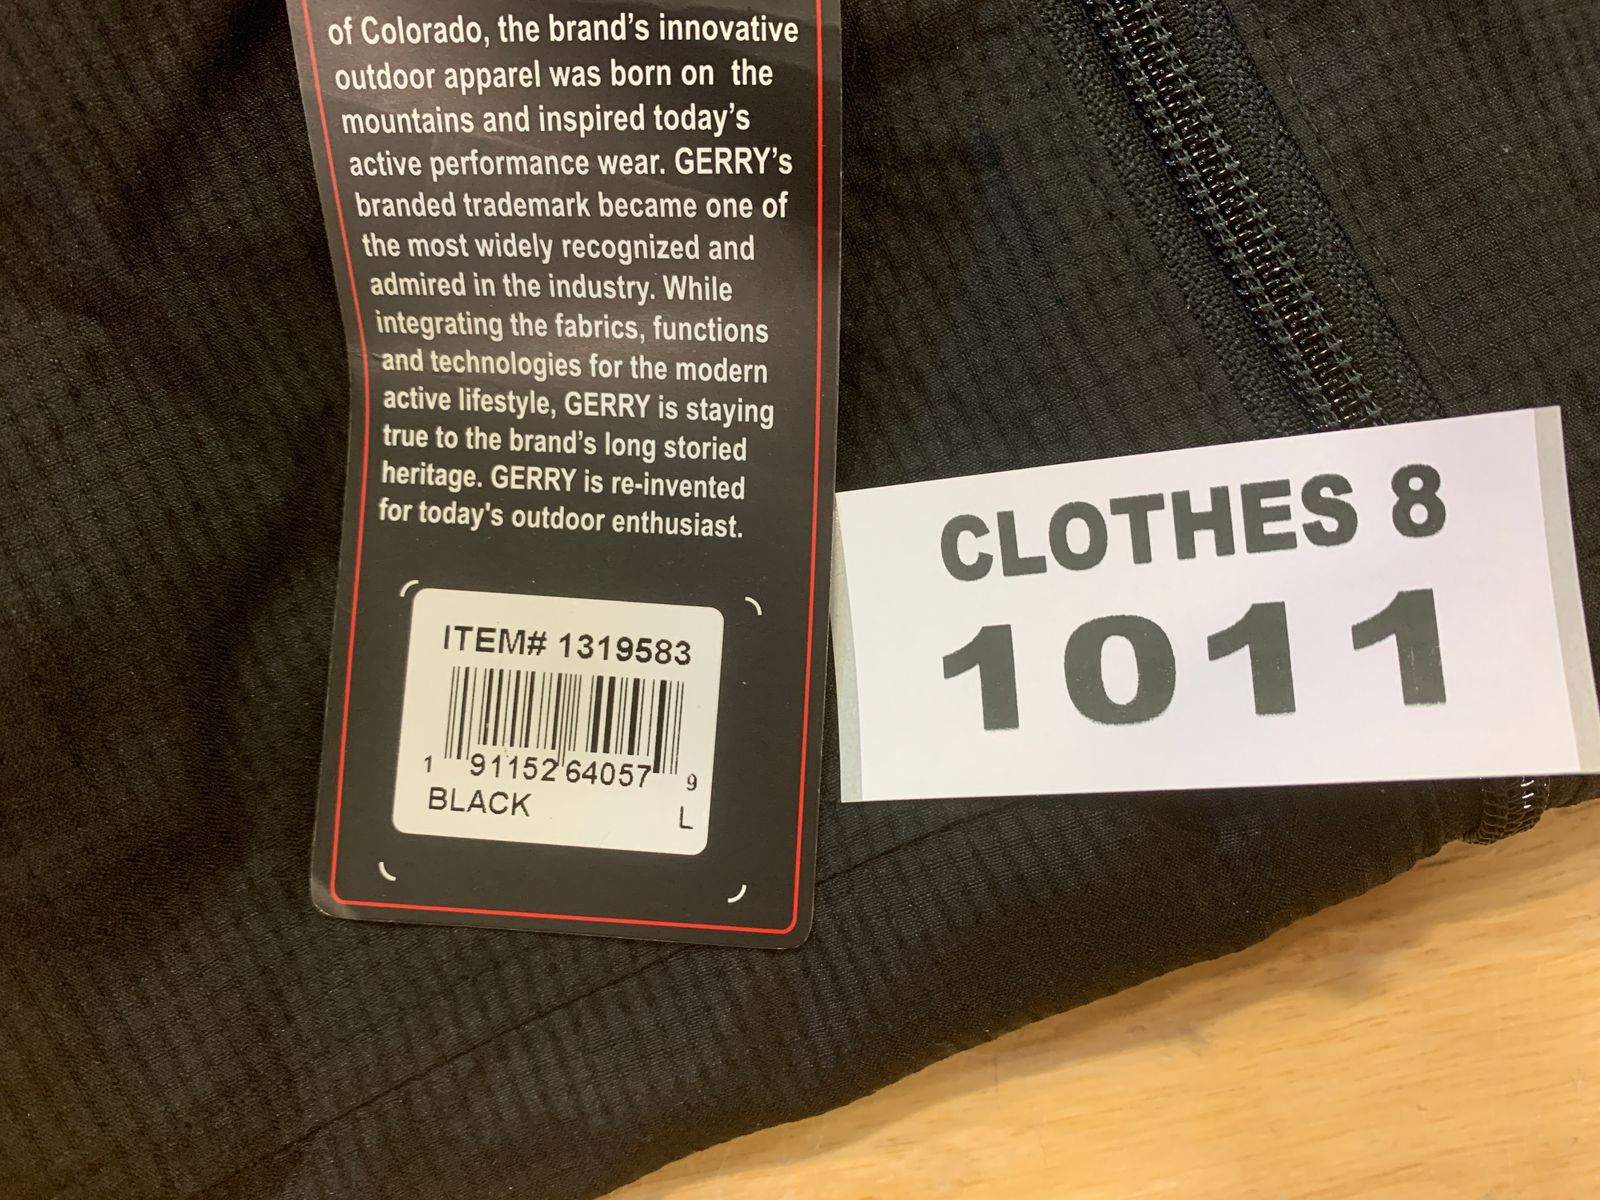 of Colorado, the brand's innovative
outdoor apparel was born on the
mountains and inspired today's
active performance wear. GERRY's
branded trademark became one of
the most widely recognized and
admired in the industry. While
integrating the fabrics, functions
and technologies for the modern
active lifestyle, GERRY is staying
true to the brand's long storied
heritage. GERRY is re-invented
for today's outdoor enthusiast.
ITEM# 1319583
1 91152 64057 9
BLACK L
CLOTHES 8
1011